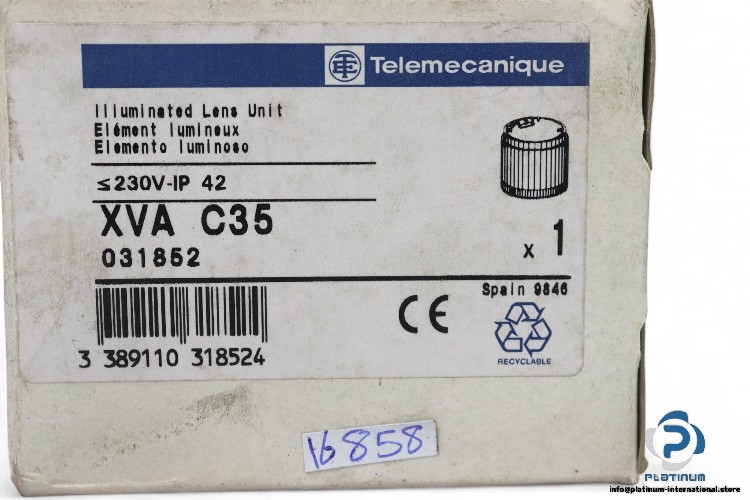 Telemecanique
Illuminated Lens Unit
Elément lumineux
Elemento luminoso
≤230V-IP 42
XVA C35
031852
x 1
Spain 9846
CE
3 389110 318524
RECYCLABLE
16858
PLATINUM
info@platinum-international.store